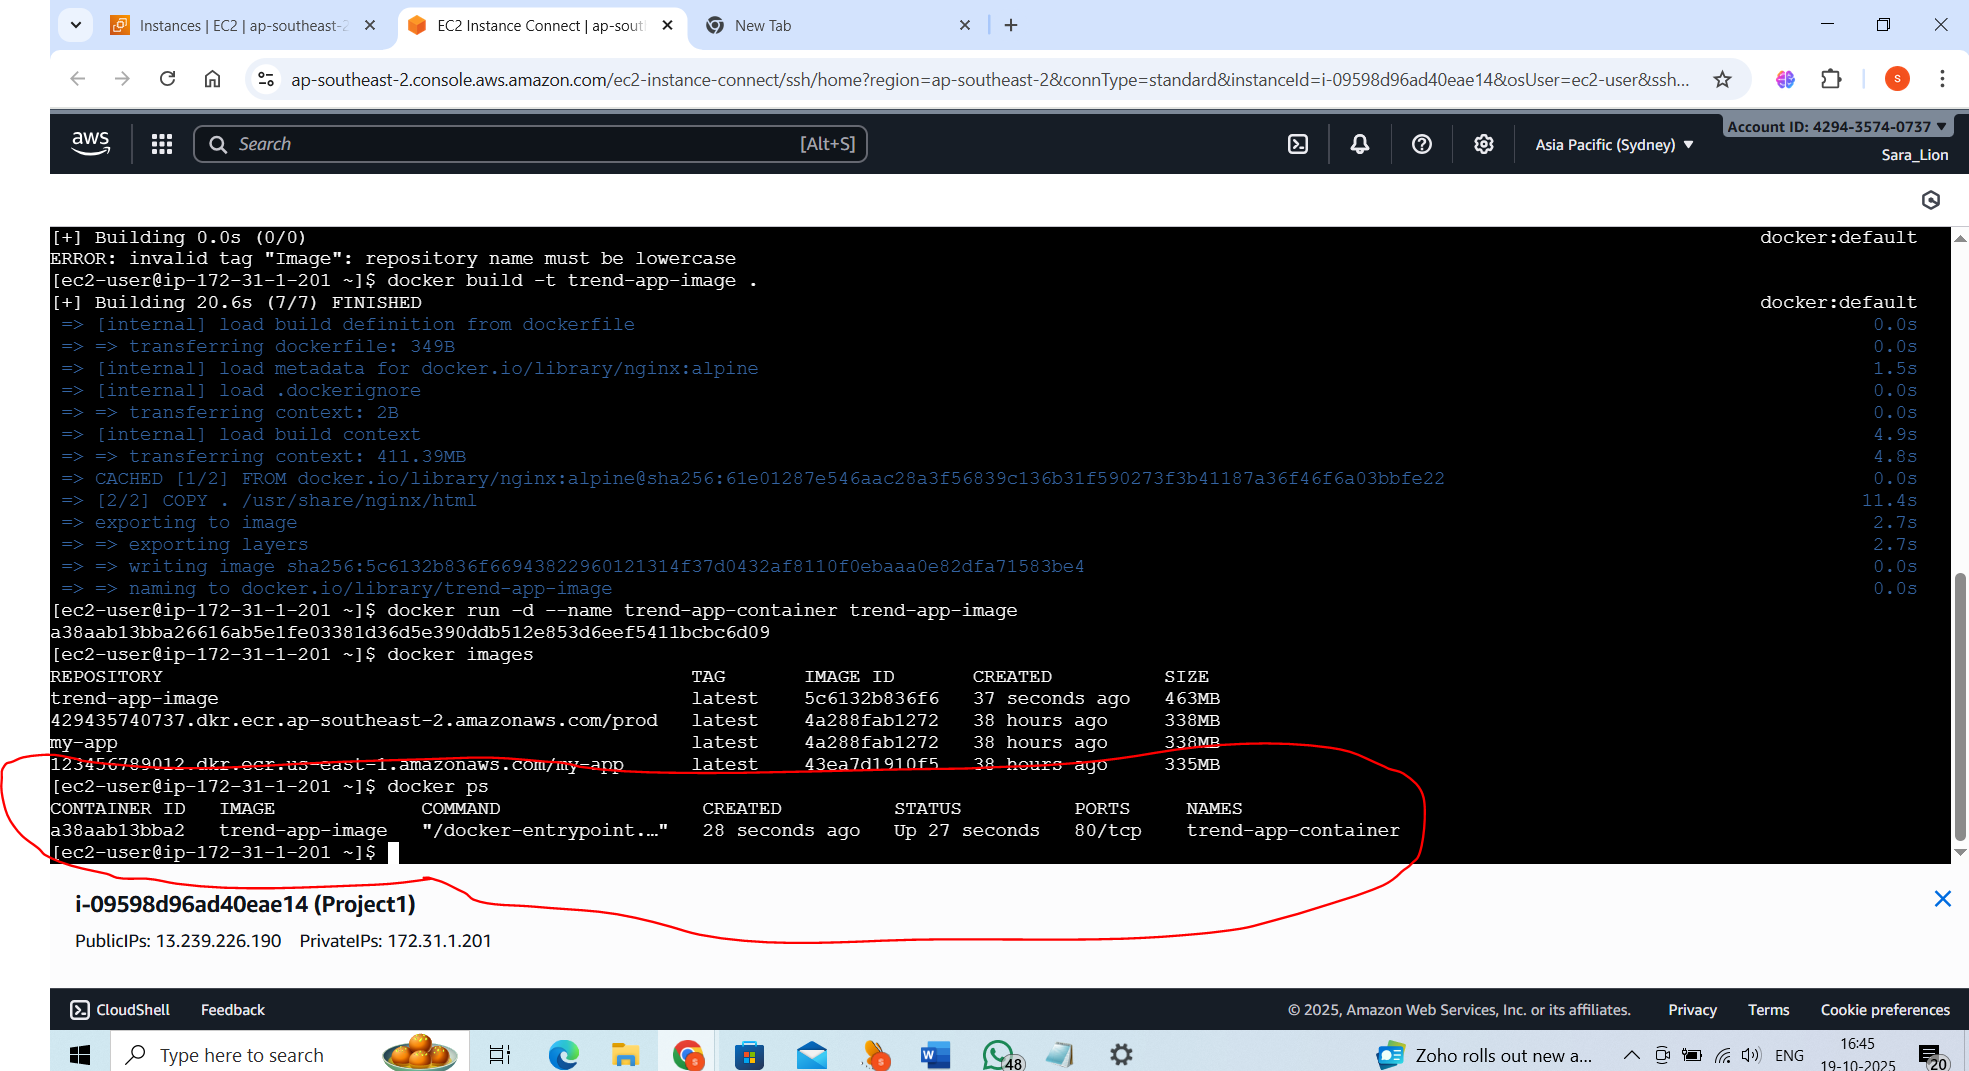 Instances | EC2 | ap-southeast-2
EC2 Instance Connect | ap-sout
New Tab
ap-southeast-2.console.aws.amazon.com/ec2-instance-connect/ssh/home?region=ap-southeast-2&connType=standard&instanceId=i-09598d96ad40eae14&osUser=ec2-user&ssh...
S
aws
Search [Alt+S]
Asia Pacific (Sydney)
Account ID: 4294-3574-0737
Sara_Lion
[+] Building 0.0s (0/0) docker:default
ERROR: invalid tag "Image": repository name must be lowercase
[ec2-user@ip-172-31-1-201 ~]$ docker build -t trend-app-image .
[+] Building 20.6s (7/7) FINISHED docker:default
=> [internal] load build definition from dockerfile 0.0s
=> => transferring dockerfile: 349B 0.0s
=> [internal] load metadata for docker.io/library/nginx:alpine 1.5s
=> [internal] load .dockerignore 0.0s
=> => transferring context: 2B 0.0s
=> [internal] load build context 4.9s
=> => transferring context: 411.39MB 4.8s
=> CACHED [1/2] FROM docker.io/library/nginx:alpine@sha256:61e01287e546aac28a3f56839c136b31f590273f3b41187a36f46f6a03bbfe22 0.0s
=> [2/2] COPY . /usr/share/nginx/html 11.4s
=> exporting to image 2.7s
=> => exporting layers 2.7s
=> => writing image sha256:5c6132b836f66943822960121314f37d0432af8110f0ebaaa0e82dfa71583be4 0.0s
=> => naming to docker.io/library/trend-app-image 0.0s
[ec2-user@ip-172-31-1-201 ~]$ docker run -d --name trend-app-container trend-app-image
a38aab13bba26616ab5e1fe03381d36d5e390ddb512e853d6eef5411bcbc6d09
[ec2-user@ip-172-31-1-201 ~]$ docker images
REPOSITORY TAG IMAGE ID CREATED SIZE
trend-app-image latest 5c6132b836f6 37 seconds ago 463MB
429435740737.dkr.ecr.ap-southeast-2.amazonaws.com/prod latest 4a288fab1272 38 hours ago 338MB
my-app latest 4a288fab1272 38 hours ago 338MB
123456789012.dkr.ecr.us-east-1.amazonaws.com/my-app latest 43ea7d1910f5 38 hours ago 335MB
[ec2-user@ip-172-31-1-201 ~]$ docker ps
CONTAINER ID IMAGE COMMAND CREATED STATUS PORTS NAMES
a38aab13bba2 trend-app-image "/docker-entrypoint.…" 28 seconds ago Up 27 seconds 80/tcp trend-app-container
[ec2-user@ip-172-31-1-201 ~]$
i-09598d96ad40eae14 (Project1)
PublicIPs: 13.239.226.190 PrivateIPs: 172.31.1.201
CloudShell Feedback © 2025, Amazon Web Services, Inc. or its affiliates. Privacy Terms Cookie preferences
Type here to search
48
Zoho rolls out new a...
ENG
16:45
19-10-2025
20